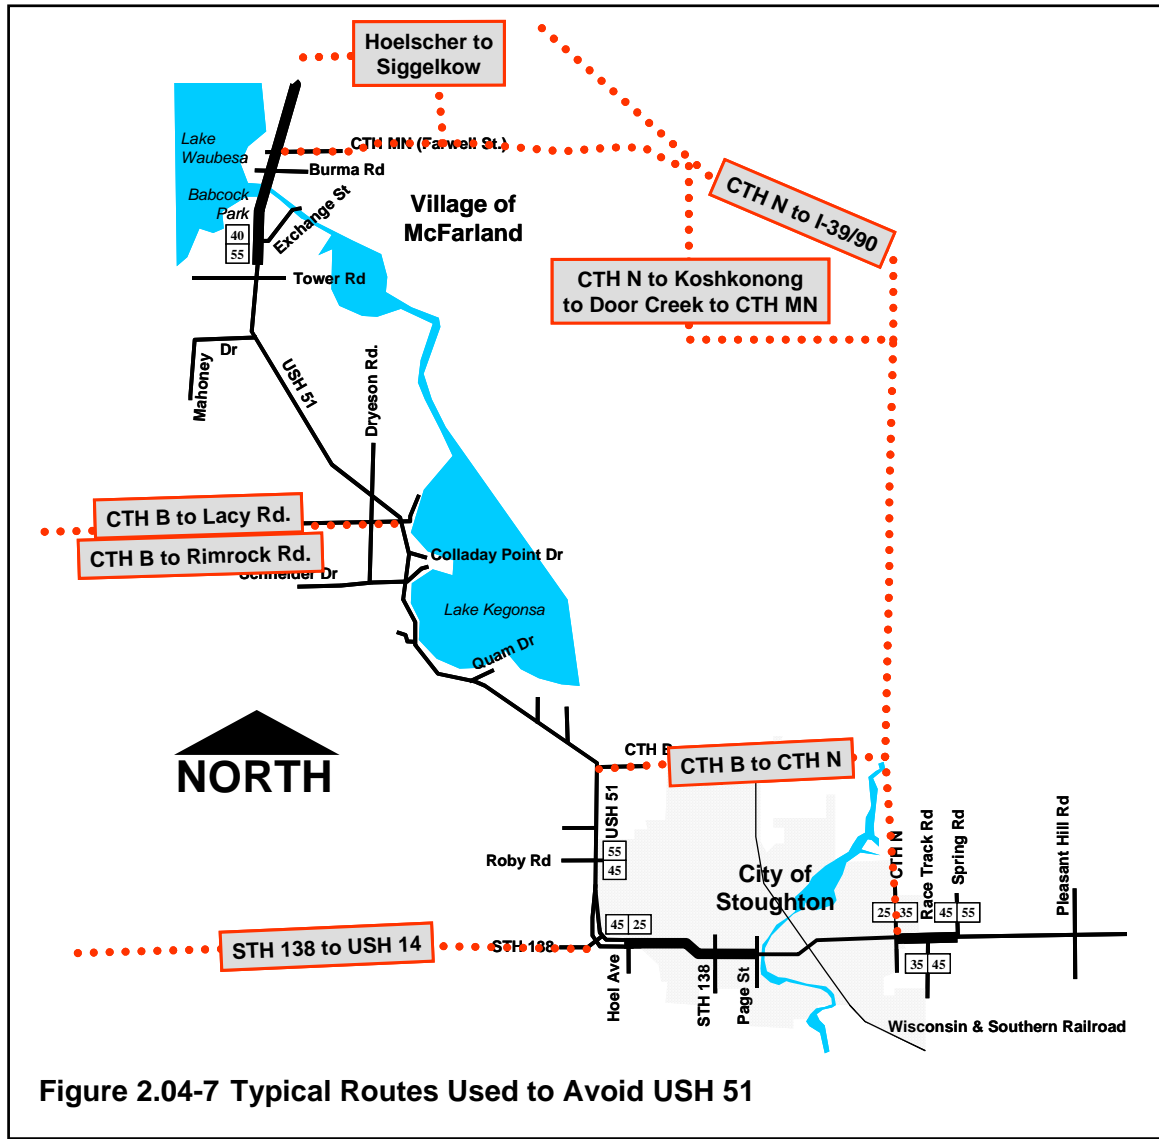 Hoelscher to
Siggelkow
Lake
Waubesa
CTH MN (Farwell St.)
Burma Rd
Babcock
Park
Exchange St
Village of
McFarland
CTH N to I-39/90
40
55
Tower Rd
CTH N to Koshkonong
to Door Creek to CTH MN
Mahoney
Dr
USH 51
Dryeson Rd.
CTH B to Lacy Rd.
CTH B to Rimrock Rd.
Colladay Point Dr
Schneider Dr
Lake Kegonsa
Quam Dr
NORTH
CTH B
CTH B to CTH N
USH 51
Roby Rd
55
45
City of
Stoughton
CTH N
Race Track Rd
Spring Rd
Pleasant Hill Rd
25 35
45 55
45 25
STH 138 to USH 14
STH 138
35 45
Hoel Ave
STH 138
Page St
Wisconsin & Southern Railroad
Figure 2.04-7 Typical Routes Used to Avoid USH 51